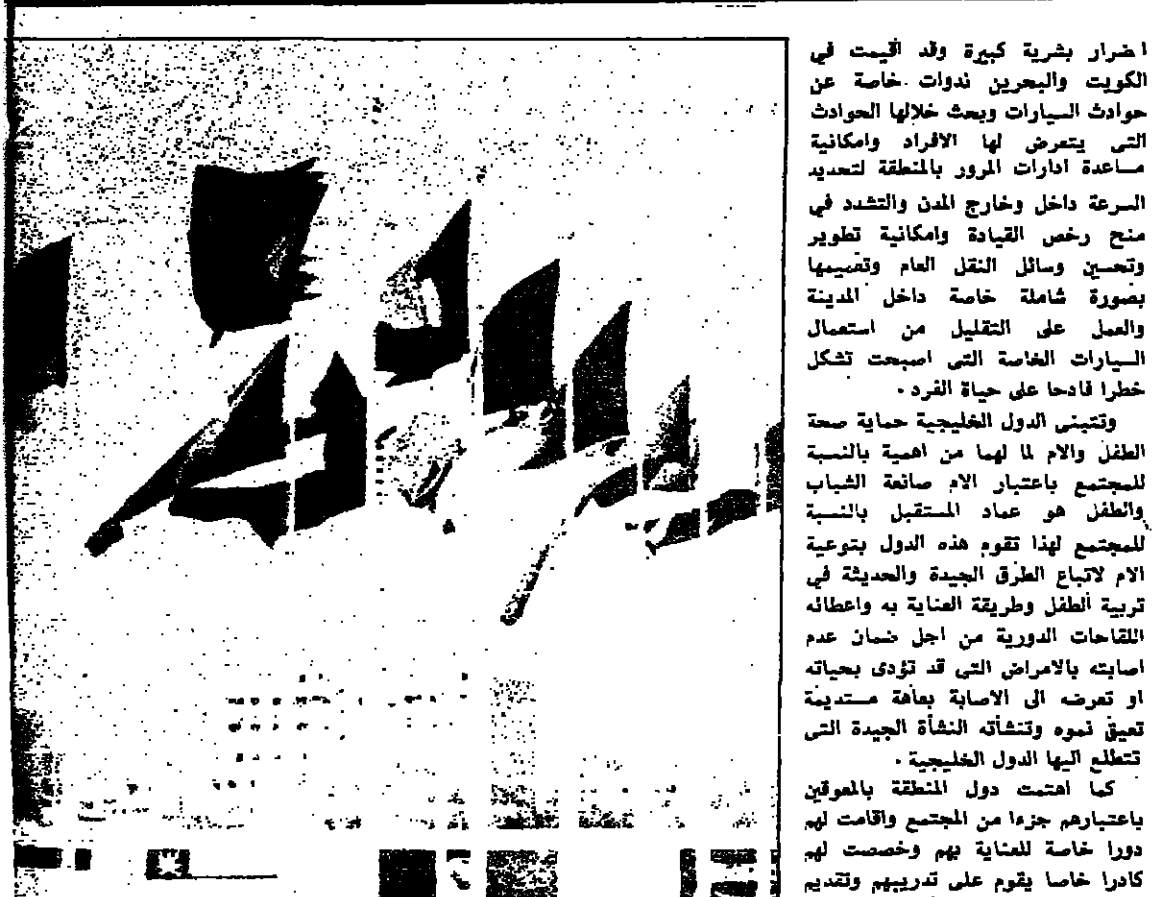 اضرار بشرية كبيرة وقد اقيمت في
الكويت والبحرين ندوات خاصة عن
حوادث السيارات وبحث خلالها الحوادث
التى يتعرض لها الافراد وامكانية
مساعدة ادارات المرور بالمنطقة لتحديد
السرعة داخل وخارج المدن والتشدد في
منح رخص القيادة وامكانية تطوير
وتحسين وسائل النقل العام وتعميمها
بصورة شاملة خاصة داخل المدينة
والعمل على التقليل من استعمال
السيارات الخاصة التى اصبحت تشكل
خطرا فادحا على حياة الفرد ٠
وتتبنى الدول الخليجية حماية صحة
الطفل والام لما لهما من اهمية بالنسبة
للمجتمع باعتبار الام صانعة الشباب
والطفل هو عماد المستقبل بالنسبة
للمجتمع لهذا تقوم هذه الدول بتوعية
الام لاتباع الطرق الجيدة والحديثة في
تربية الطفل وطريقة العناية به واعطائه
اللقاحات الدورية من اجل ضمان عدم
اصابته بالامراض التى قد تؤدى بحياته
او تعرضه الى الاصابة بعاهة مستديمة
تعيق نموه وتنشأته النشأة الجيدة التى
تتطلع اليها الدول الخليجية ٠
كما اهتمت دول المنطقة بالمعوقين
باعتبارهم جزءا من المجتمع واقامت لهم
دورا خاصة للعناية بهم وخصصت لهم
كادرا خاصا يقوم على تدريبهم وتقديم